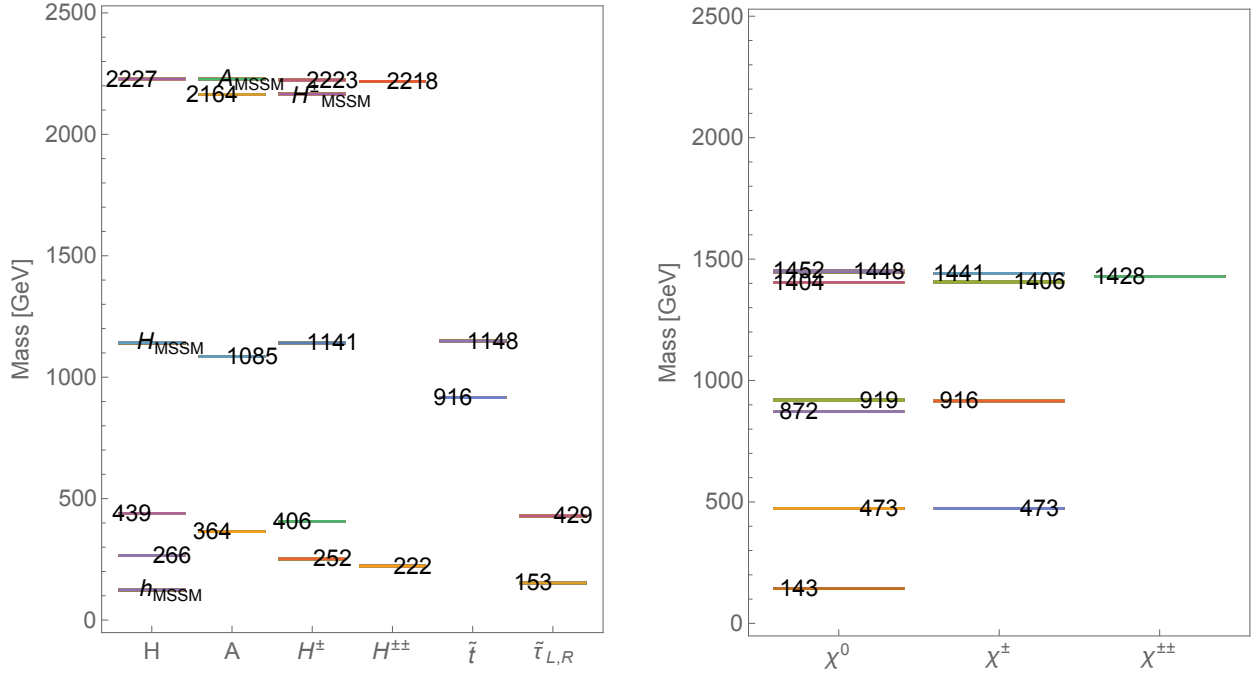 2500
2000
1500
1000
500
0
Mass [GeV]
2227
A_MSSM
2164
2223
H^±_MSSM
2218
H_MSSM
1085
1141
1148
916
439
364
406
429
266
252
222
h_MSSM
153
H
A
H^±
H^±±
t̃
τ̃_L,R
2500
2000
1500
1000
500
0
Mass [GeV]
1452
1448
1404
1441
1406
1428
919
872
916
473
473
143
χ^0
χ^±
χ^±±